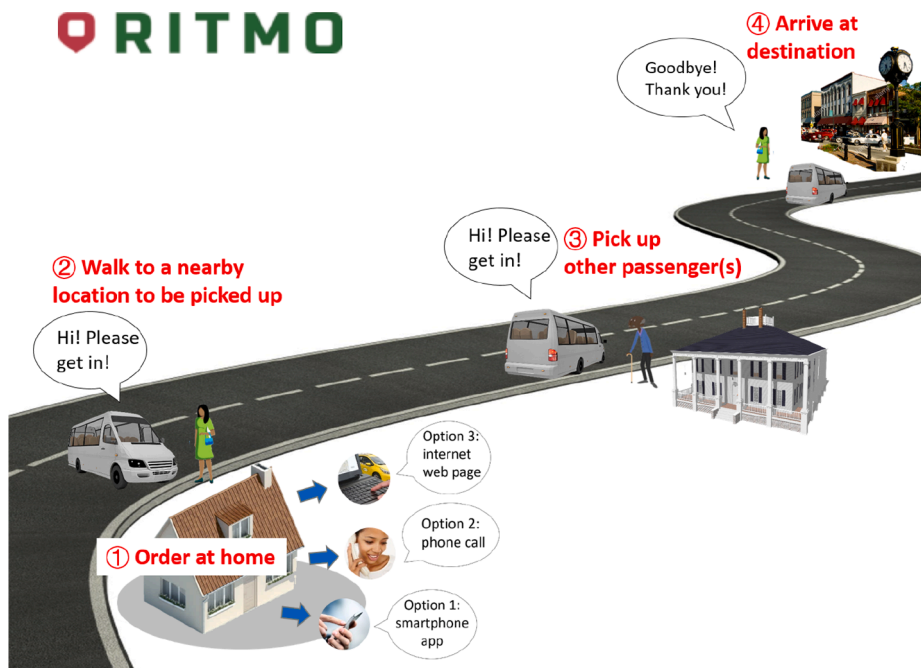 RITMO
④ Arrive at
destination
Goodbye!
Thank you!
Hi! Please
get in!
③ Pick up
other passenger(s)
② Walk to a nearby
location to be picked up
Hi! Please
get in!
Option 3:
internet
web page
Option 2:
phone call
① Order at home
Option 1:
smartphone
app